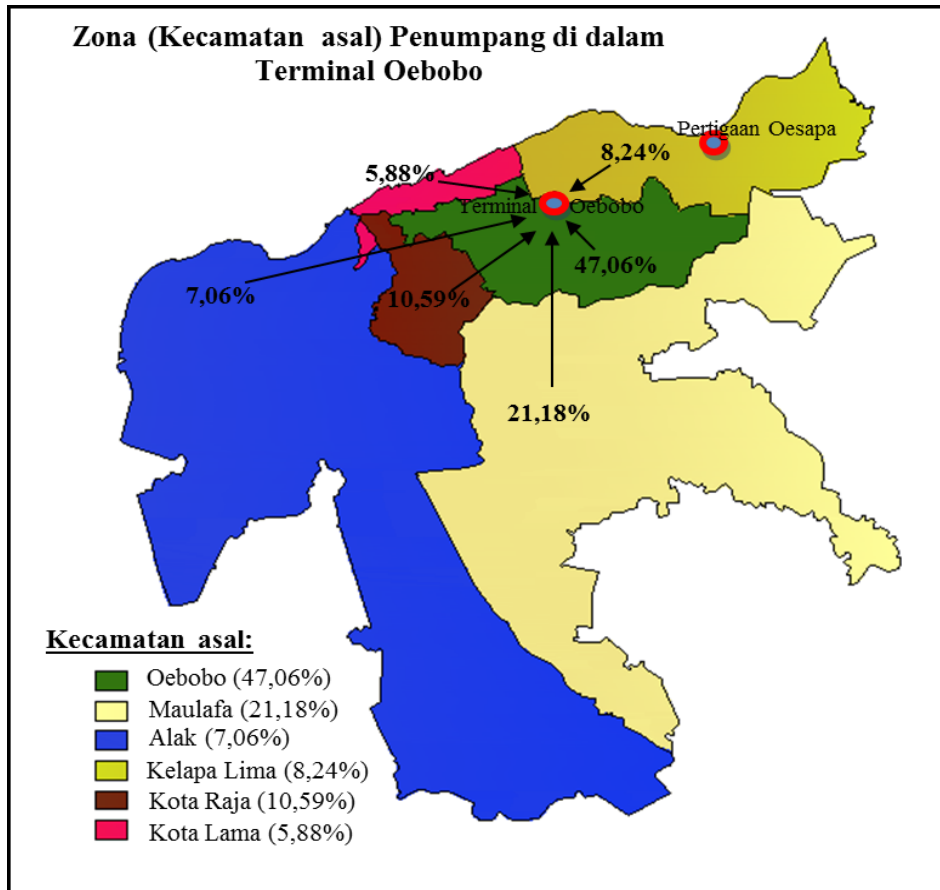 Zona (Kecamatan asal) Penumpang di dalam
Terminal Oebobo
Pertigaan Oesapa
8,24%
5,88%
Terminal Oebobo
47,06%
7,06%
10,59%
21,18%
Kecamatan asal:
Oebobo (47,06%)
Maulafa (21,18%)
Alak (7,06%)
Kelapa Lima (8,24%)
Kota Raja (10,59%)
Kota Lama (5,88%)